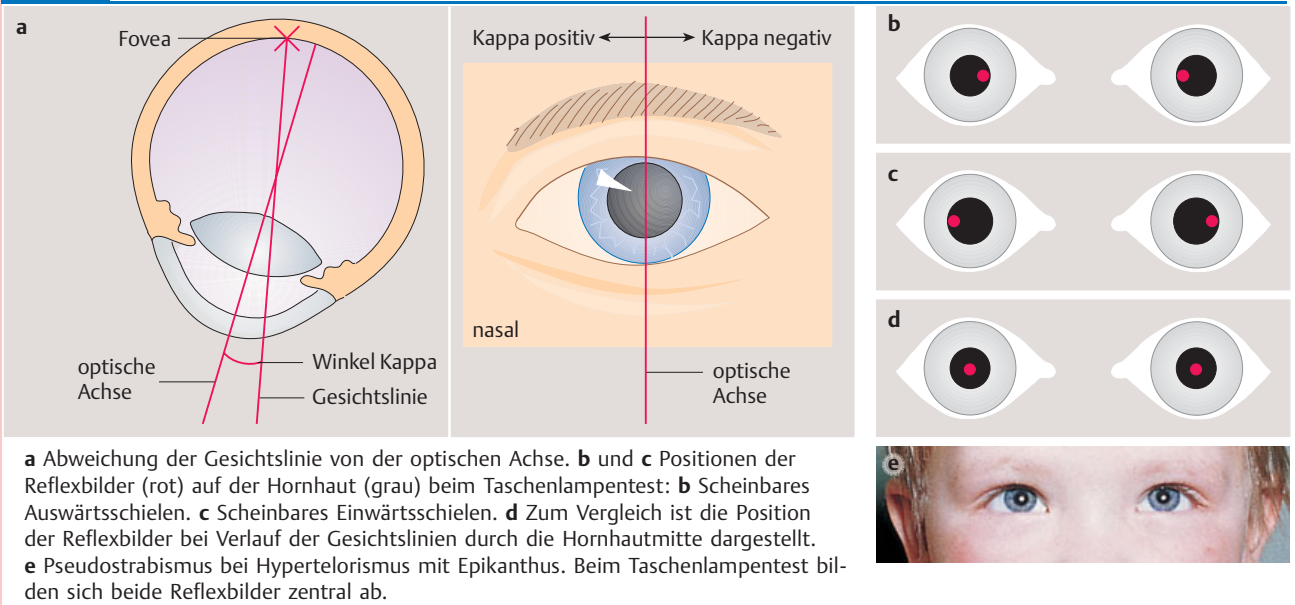 a
Fovea
optische
Achse
Winkel Kappa
Gesichtslinie
Kappa positiv
Kappa negativ
nasal
optische
Achse
b
c
d
e
a Abweichung der Gesichtslinie von der optischen Achse. b und c Positionen der
Reflexbilder (rot) auf der Hornhaut (grau) beim Taschenlampentest: b Scheinbares
Auswärtsschielen. c Scheinbares Einwärtsschielen. d Zum Vergleich ist die Position
der Reflexbilder bei Verlauf der Gesichtslinien durch die Hornhautmitte dargestellt.
e Pseudostrabismus bei Hypertelorismus mit Epikanthus. Beim Taschenlampentest bil-
den sich beide Reflexbilder zentral ab.